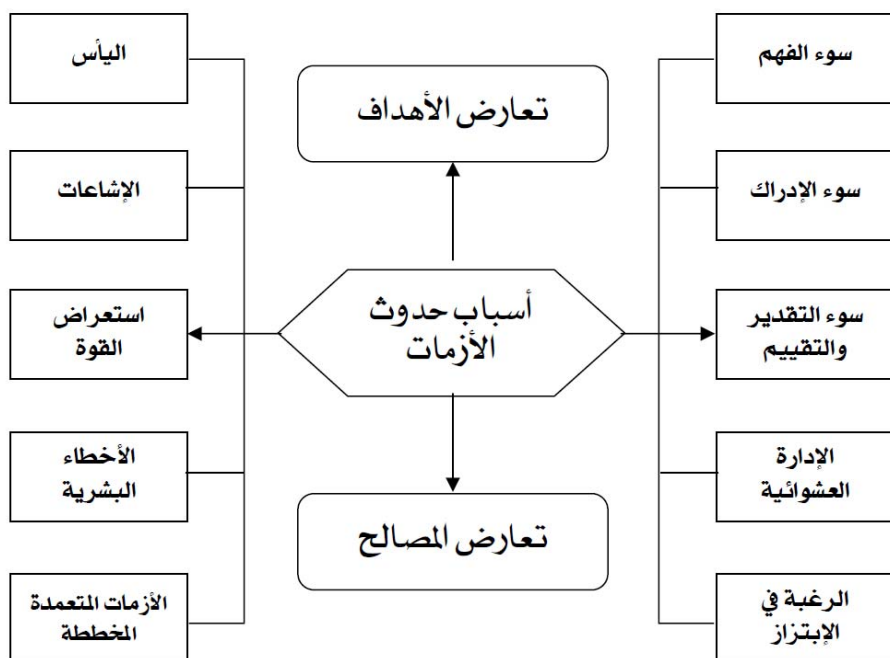 سوء الفهم
سوء الإدراك
سوء التقدير
والتقييم
الإدارة
العشوائية
الرغبة في
الإبتزاز
تعارض الأهداف
أسباب حدوث
الأزمات
تعارض المصالح
اليأس
الإشاعات
استعراض
القوة
الأخطاء
البشرية
الأزمات المتعمدة
المخططة